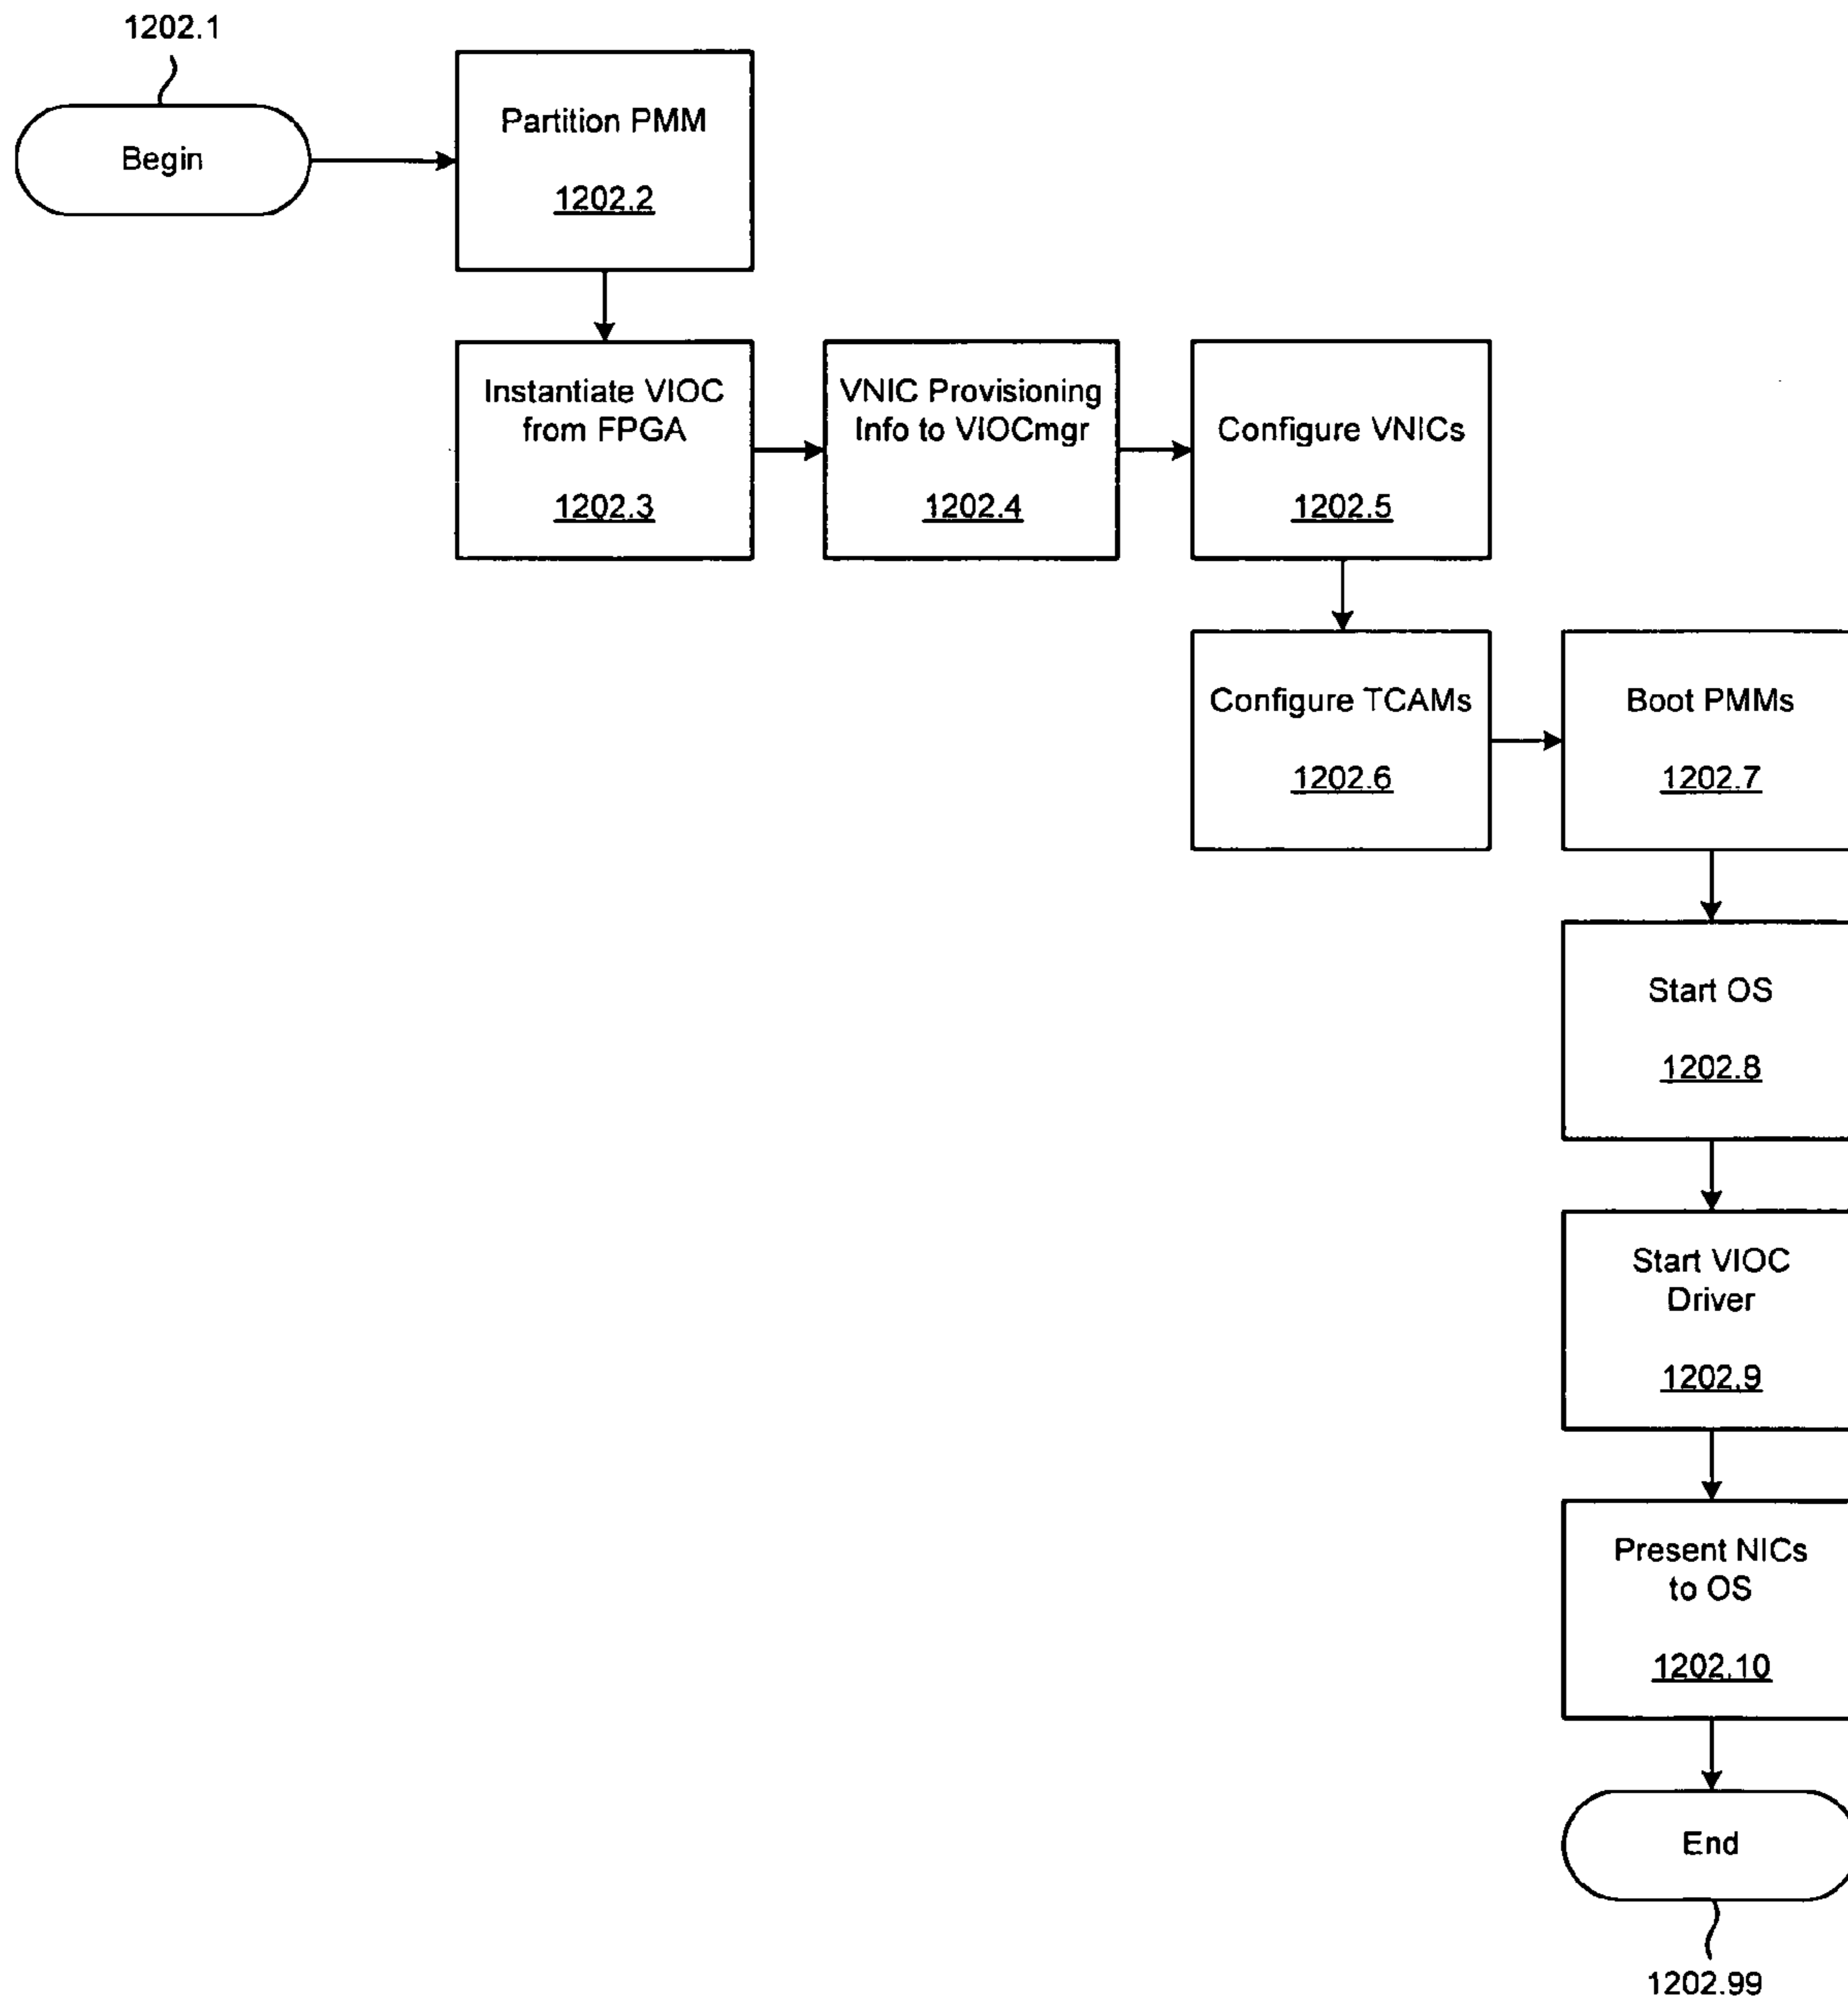 1202.1
Begin
Partition PMM
1202.2
Instantiate VIOC
from FPGA
1202.3
VNIC Provisioning
Info to VIOCmgr
1202.4
Configure VNICs
1202.5
Configure TCAMs
1202.6
Boot PMMs
1202.7
Start OS
1202.8
Start VIOC
Driver
1202.9
Present NICs
to OS
1202.10
End
1202.99